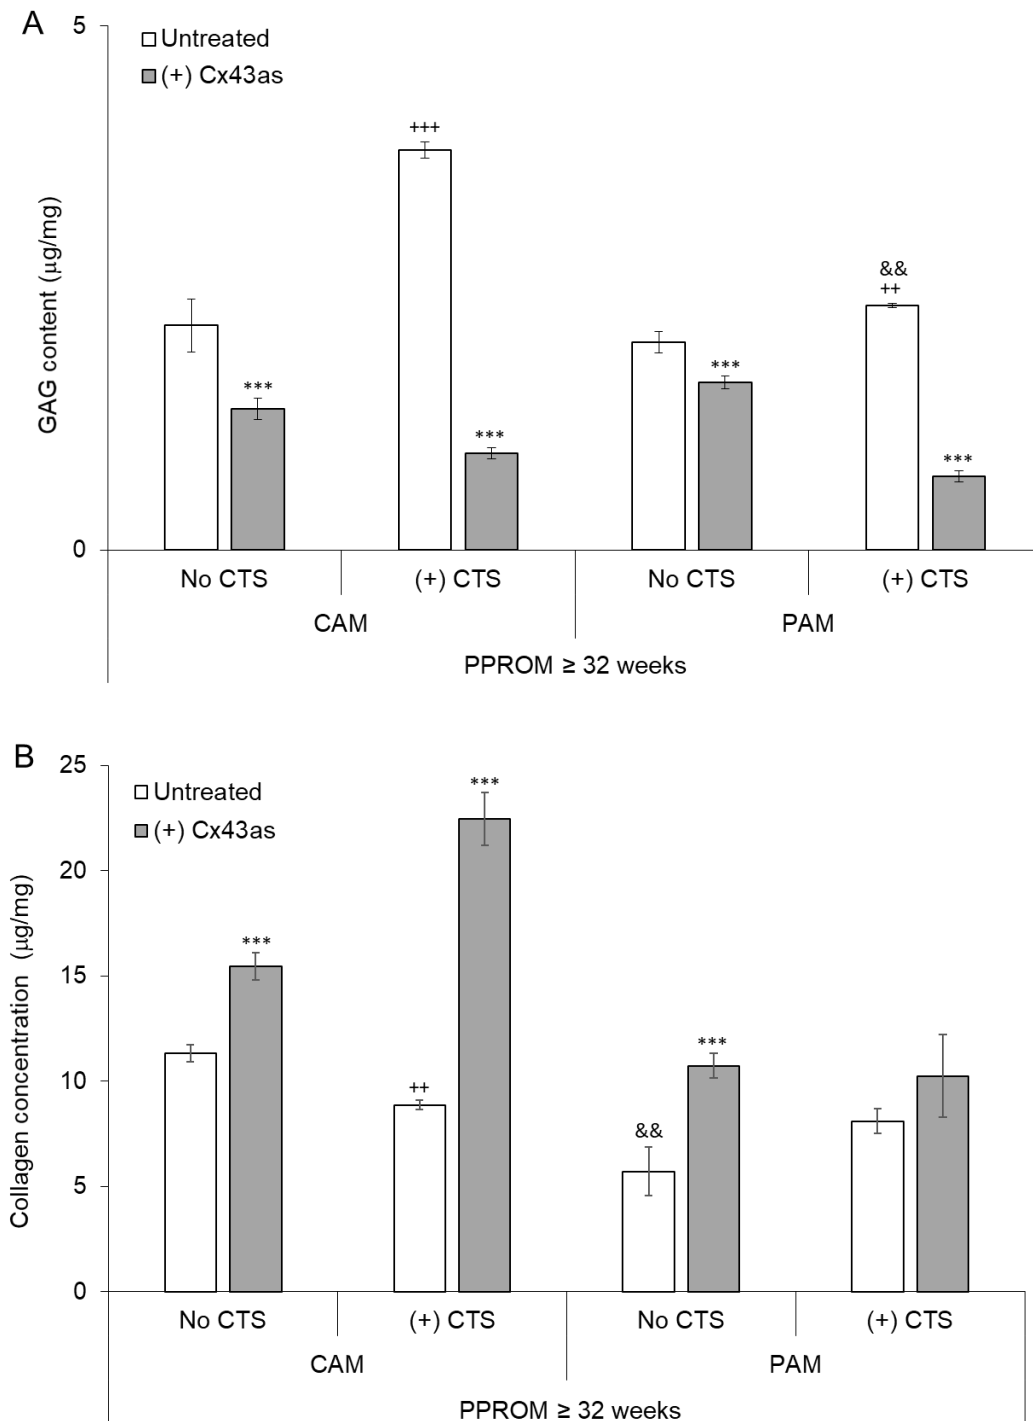 A
5
Untreated
(+) Cx43as
+++
&&
++
***
***
***
***
GAG content (μg/mg)
0
No CTS (+) CTS No CTS (+) CTS
CAM PAM
PPROM ≥ 32 weeks
B
25
Untreated
(+) Cx43as
***
20
***
15
***
10
++
&&
5
Collagen concentration (μg/mg)
0
No CTS (+) CTS No CTS (+) CTS
CAM PAM
PPROM ≥ 32 weeks